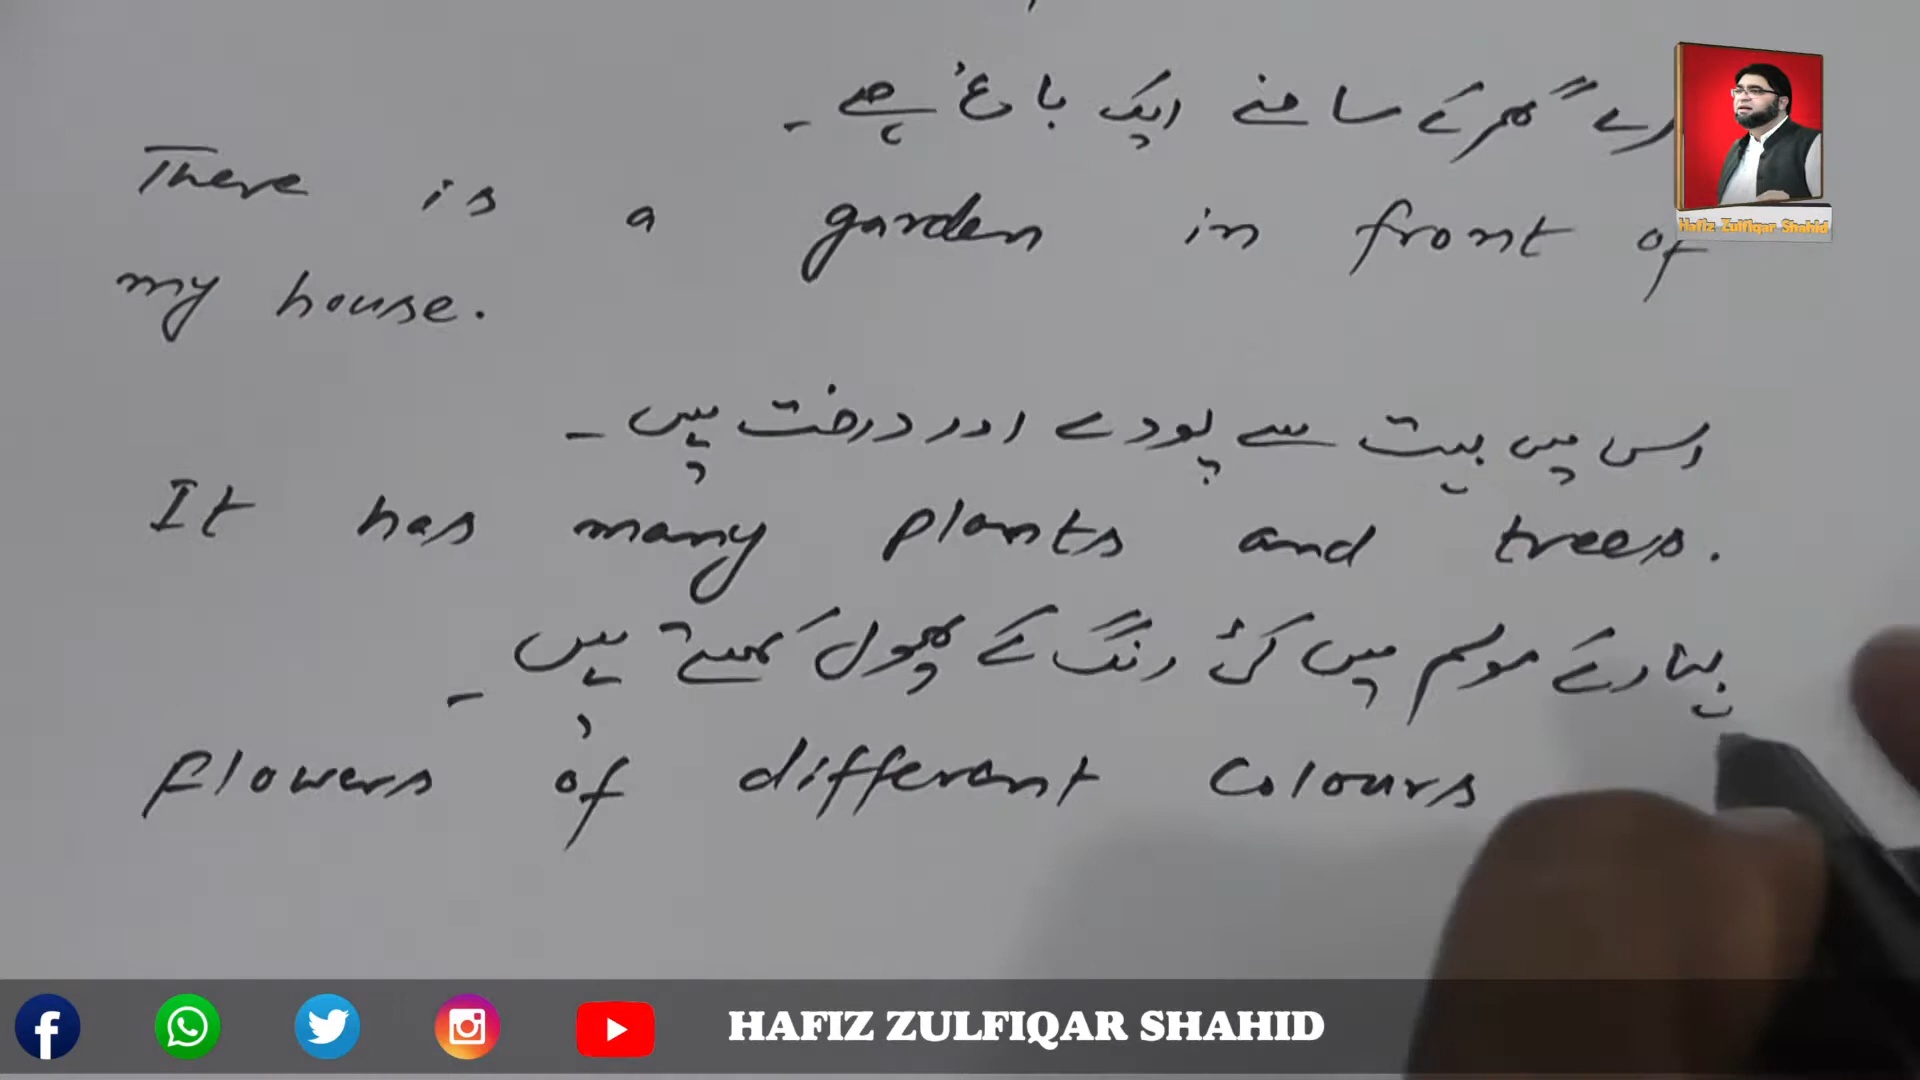 گھر کے سامنے ایک باغ ہے۔
There is a garden in front of
my house.
اس میں بہت سے پودے اور درخت ہیں۔
It has many plants and trees.
بہار کے موسم میں کئی رنگ کے پھول کھلتے ہیں۔
flowers of different colours
Hafiz Zulfiqar Shahid
HAFIZ ZULFIQAR SHAHID